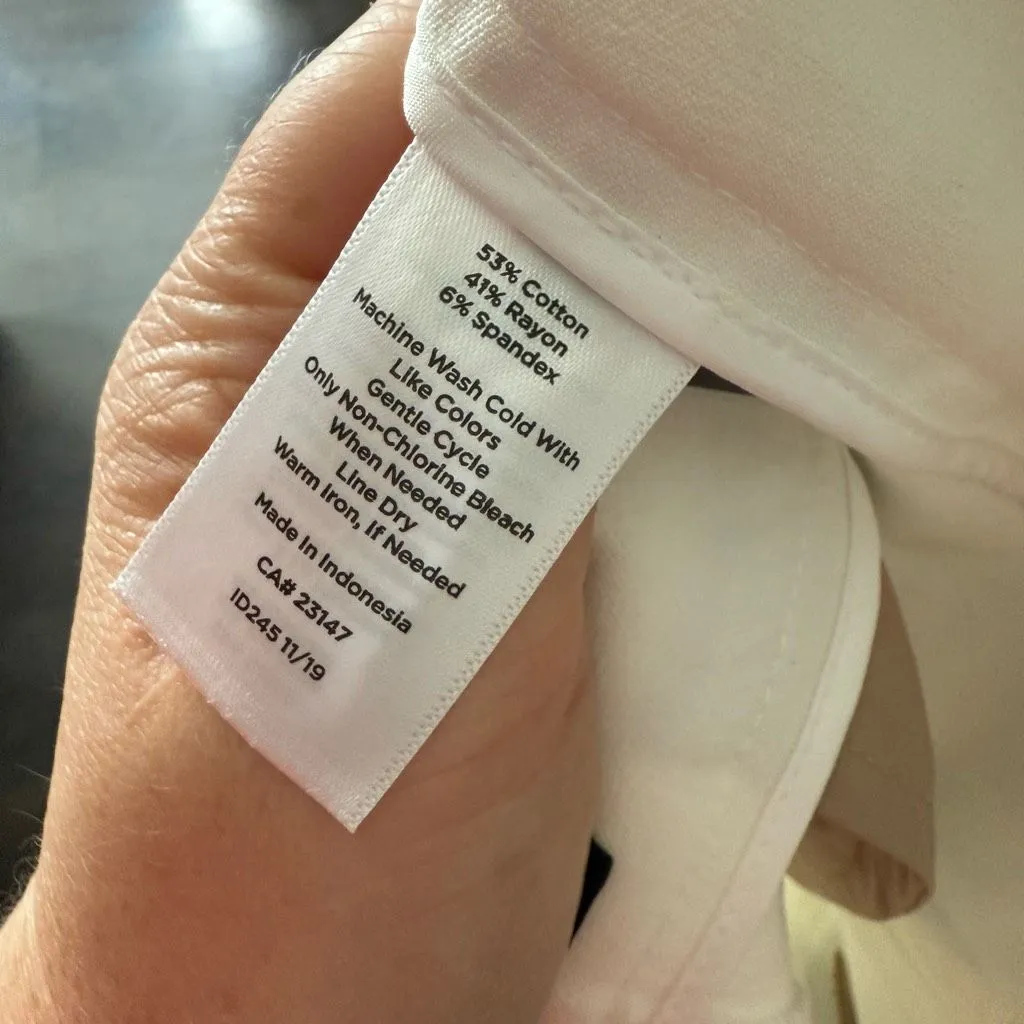 53% Cotton
41% Rayon
6% Spandex
Machine Wash Cold With
Like Colors
Gentle Cycle
Only Non-Chlorine Bleach
When Needed
Line Dry
Warm Iron, If Needed
Made In Indonesia
CA# 23147
ID245 11/19